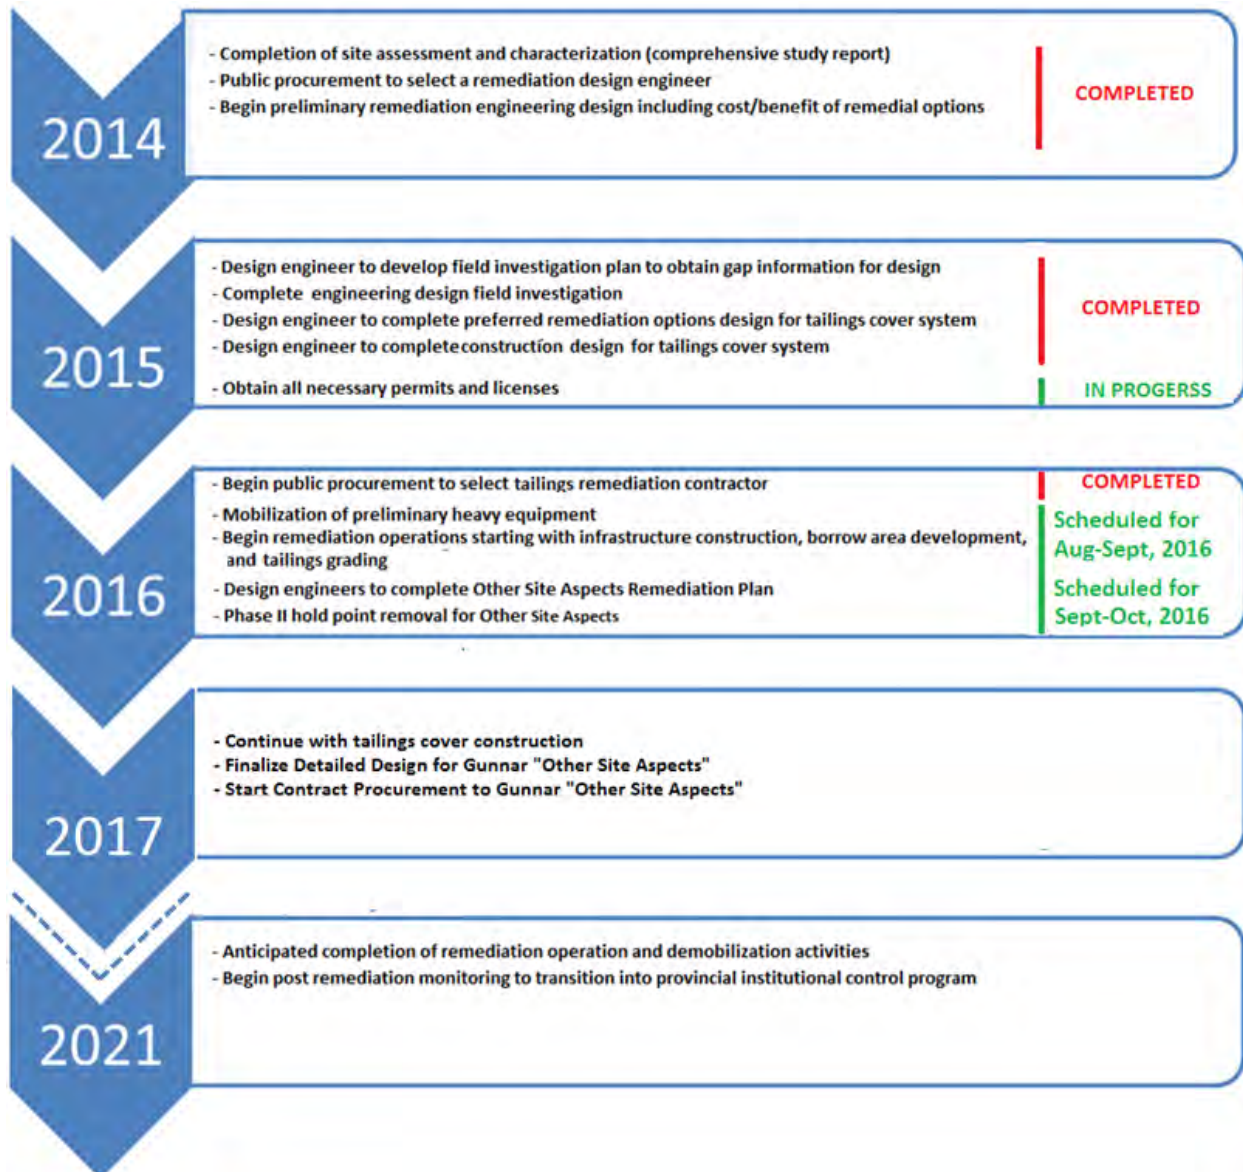 2014
- Completion of site assessment and characterization (comprehensive study report)
- Public procurement to select a remediation design engineer
- Begin preliminary remediation engineering design including cost/benefit of remedial options
COMPLETED
2015
- Design engineer to develop field investigation plan to obtain gap information for design
- Complete engineering design field investigation
- Design engineer to complete preferred remediation options design for tailings cover system
- Design engineer to completeconstruction design for tailings cover system
COMPLETED
- Obtain all necessary permits and licenses
IN PROGERSS
2016
- Begin public procurement to select tailings remediation contractor
COMPLETED
- Mobilization of preliminary heavy equipment
- Begin remediation operations starting with infrastructure construction, borrow area development,
and tailings grading
Scheduled for
Aug-Sept, 2016
- Design engineers to complete Other Site Aspects Remediation Plan
- Phase II hold point removal for Other Site Aspects
Scheduled for
Sept-Oct, 2016
2017
- Continue with tailings cover construction
- Finalize Detailed Design for Gunnar "Other Site Aspects"
- Start Contract Procurement to Gunnar "Other Site Aspects"
2021
- Anticipated completion of remediation operation and demobilization activities
- Begin post remediation monitoring to transition into provincial institutional control program